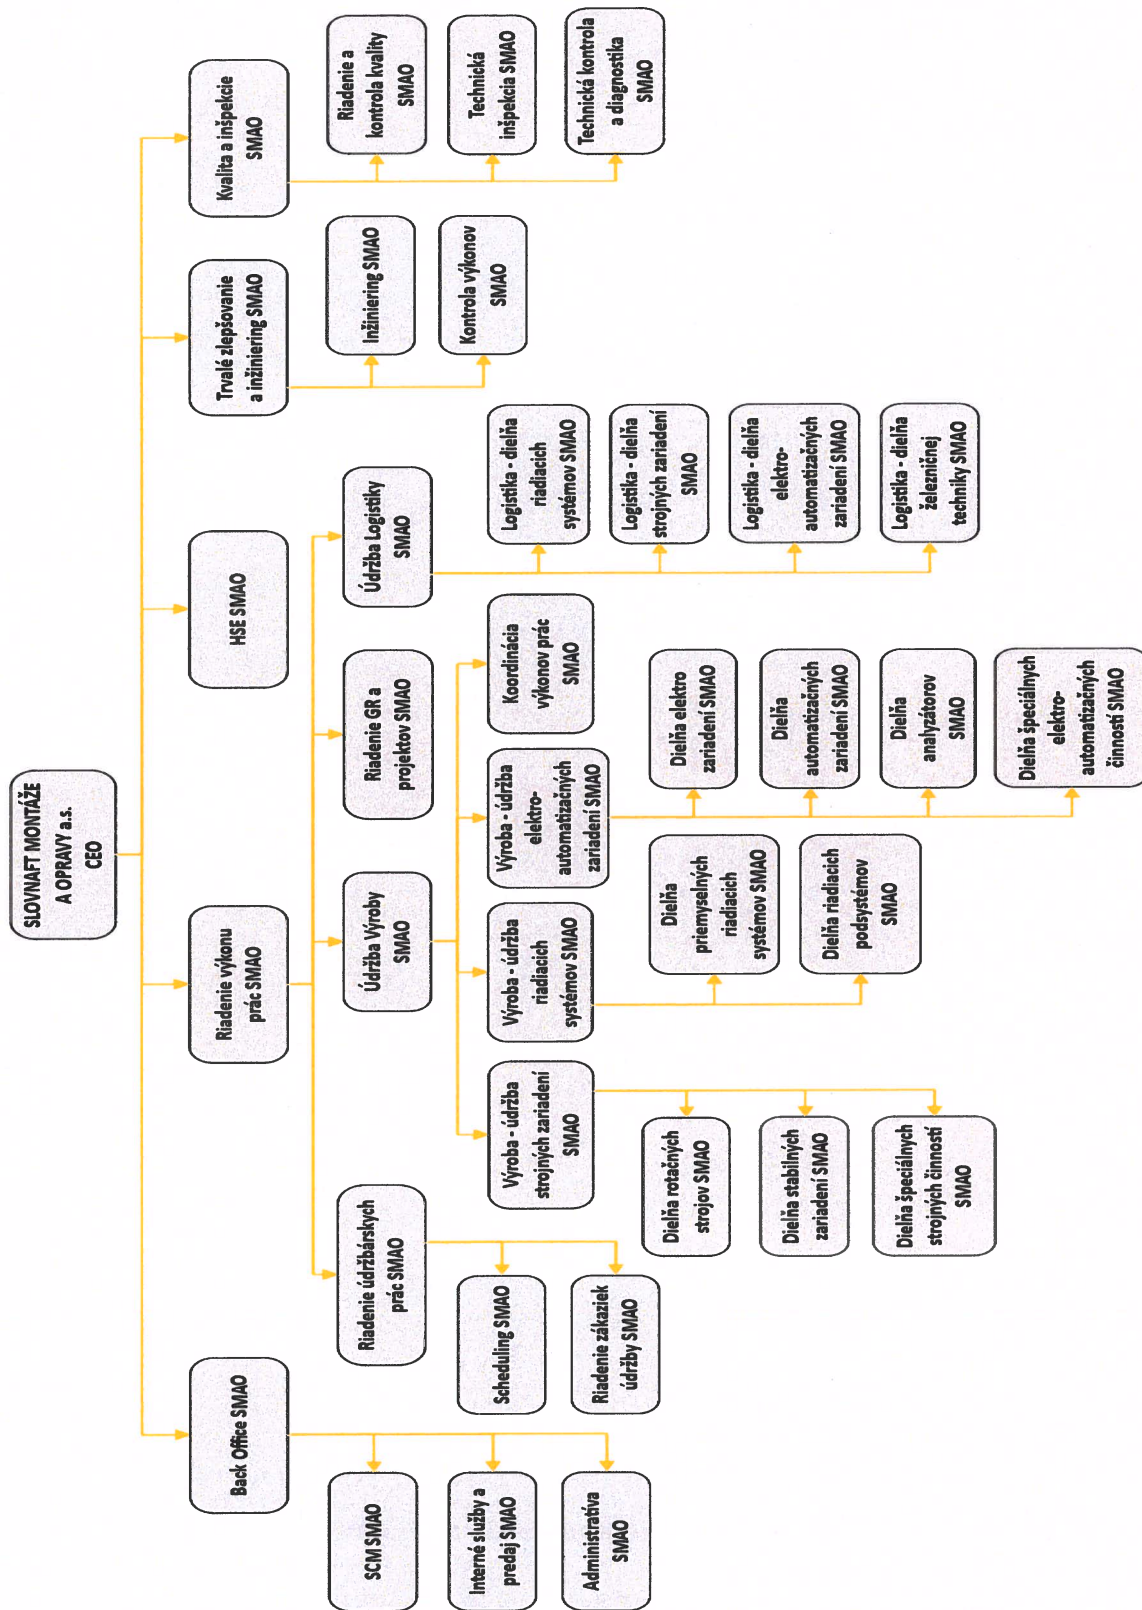 SLOVNAFT MONTÁŽE
A OPRAVY a.s.
CEO
Back Office SMAO
Riadenie výkonu
prác SMAO
HSE SMAO
Trvalé zlepšovanie
a inžiniering SMAO
Kvalita a inšpekcie
SMAO
SCM SMAO
Interné služby a
predaj SMAO
Administratíva
SMAO
Riadenie údržbárskych
prác SMAO
Údržba Výroby
SMAO
Riadenie GR a
projektov SMAO
Údržba Logistiky
SMAO
Scheduling SMAO
Riadenie zákaziek
údržby SMAO
Výroba - údržba
strojných zariadení
SMAO
Výroba - údržba
riadiacich
systémov SMAO
Výroba - údržba
elektro-
automatizačných
zariadení SMAO
Koordinácia
výkonov prác
SMAO
Dielňa rotačných
strojov SMAO
Dielňa stabilných
zariadení SMAO
Dielňa špeciálnych
strojných činností
SMAO
Dielňa
priemyselných
riadiacich
systémov SMAO
Dielňa riadiacich
podsystémov
SMAO
Dielňa elektro
zariadení SMAO
Dielňa
automatizačných
zariadení SMAO
Dielňa
analyzátorov
SMAO
Dielňa špeciálnych
elektro-
automatizačných
činností SMAO
Logistika - dielňa
riadiacich
systémov SMAO
Logistika - dielňa
strojných zariadení
SMAO
Logistika - dielňa
elektro-
automatizačných
zariadení SMAO
Logistika - dielňa
železničnej
techniky SMAO
Inžiniering SMAO
Kontrola výkonov
SMAO
Riadenie a
kontrola kvality
SMAO
Technická
inšpekcia SMAO
Technická kontrola
a diagnostika
SMAO